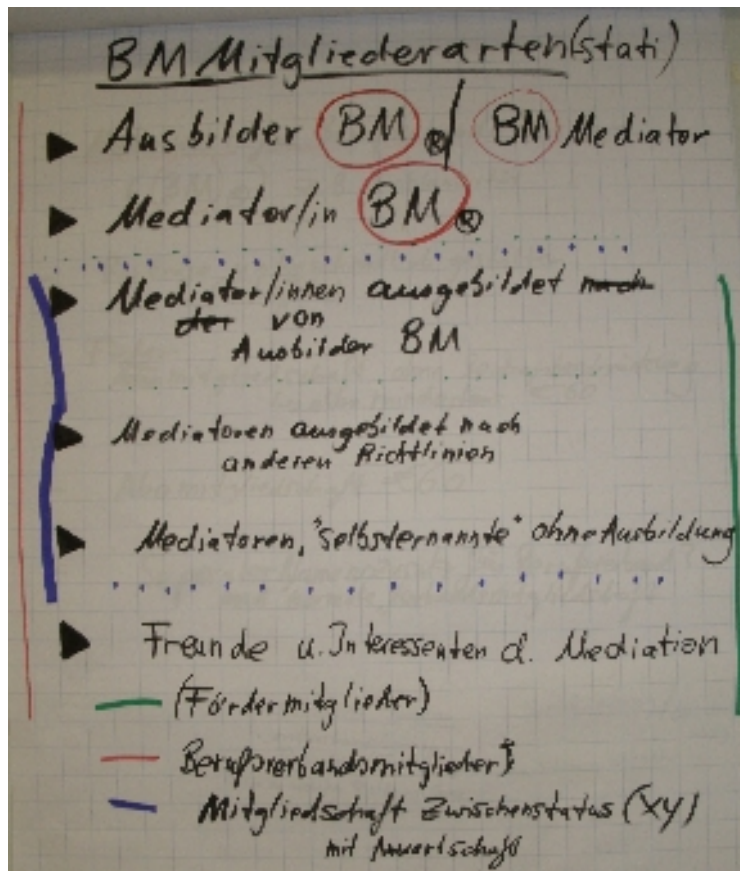 BM Mitgliederarten (stati)
Ausbilder BM ® / BM Mediator
Mediator/in BM ®
Mediator/innen ausgebildet nach
der von
Ausbilder BM
Mediatoren ausgebildet nach
anderen Richtlinien
Mediatoren, "selbsternannte" ohne Ausbildung
Freunde u. Interessenten d. Mediation
(Fördermitglieder)
Berufsverbandsmitglieder
Mitgliedschaft Zwischenstatus (XY)
mit Anwartschaft